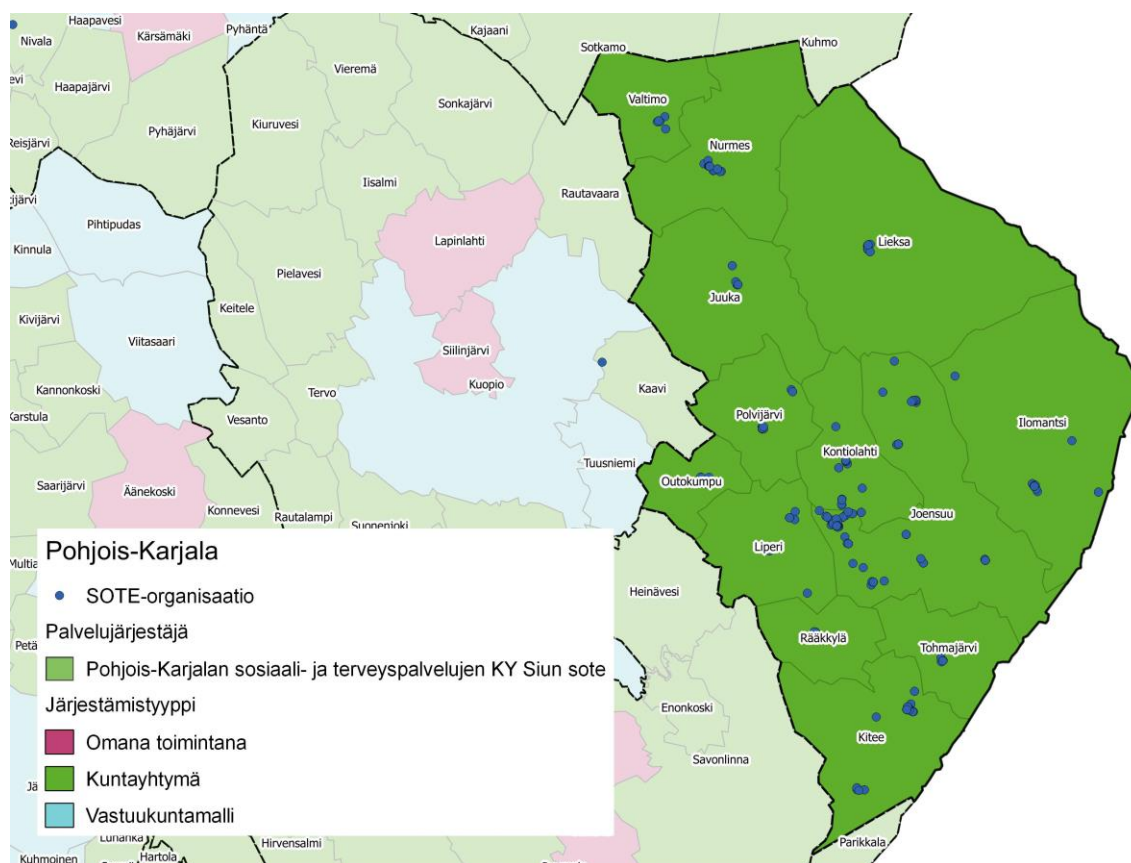 Haapavesi
Kärsämäki
Pyhäntä
Kajaani
Sotkamo
Kuhmo
Nivala
Haapajärvi
Vieremä
Sonkajärvi
Valtimo
Reisjärvi
Pyhäjärvi
Kiuruvesi
Nurmes
Iisalmi
Rautavaara
Pihtipudas
Lapinlahti
Lieksa
Kinnula
Pielavesi
Juuka
Keitele
Kivijärvi
Viitasaari
Siilinjärvi
Kuopio
Kaavi
Kannonkoski
Tervo
Karstula
Vesanto
Polvijärvi
Ilomantsi
Kontiolahti
Tuusniemi
Outokumpu
Saarijärvi
Äänekoski
Konnevesi
Rautalampi
Suonenjoki
Joensuu
Liperi
Heinävesi
Rääkkylä
Tohmajärvi
Enonkoski
Kitee
Savonlinna
Parikkala
Pohjois-Karjala
SOTE-organisaatio
Palvelujärjestäjä
Pohjois-Karjalan sosiaali- ja terveyspalvelujen KY Siun sote
Järjestämistyyppi
Omana toimintana
Kuntayhtymä
Vastuukuntamalli
Luhanka
Hirvensalmi
Kuhmoinen
Hartola